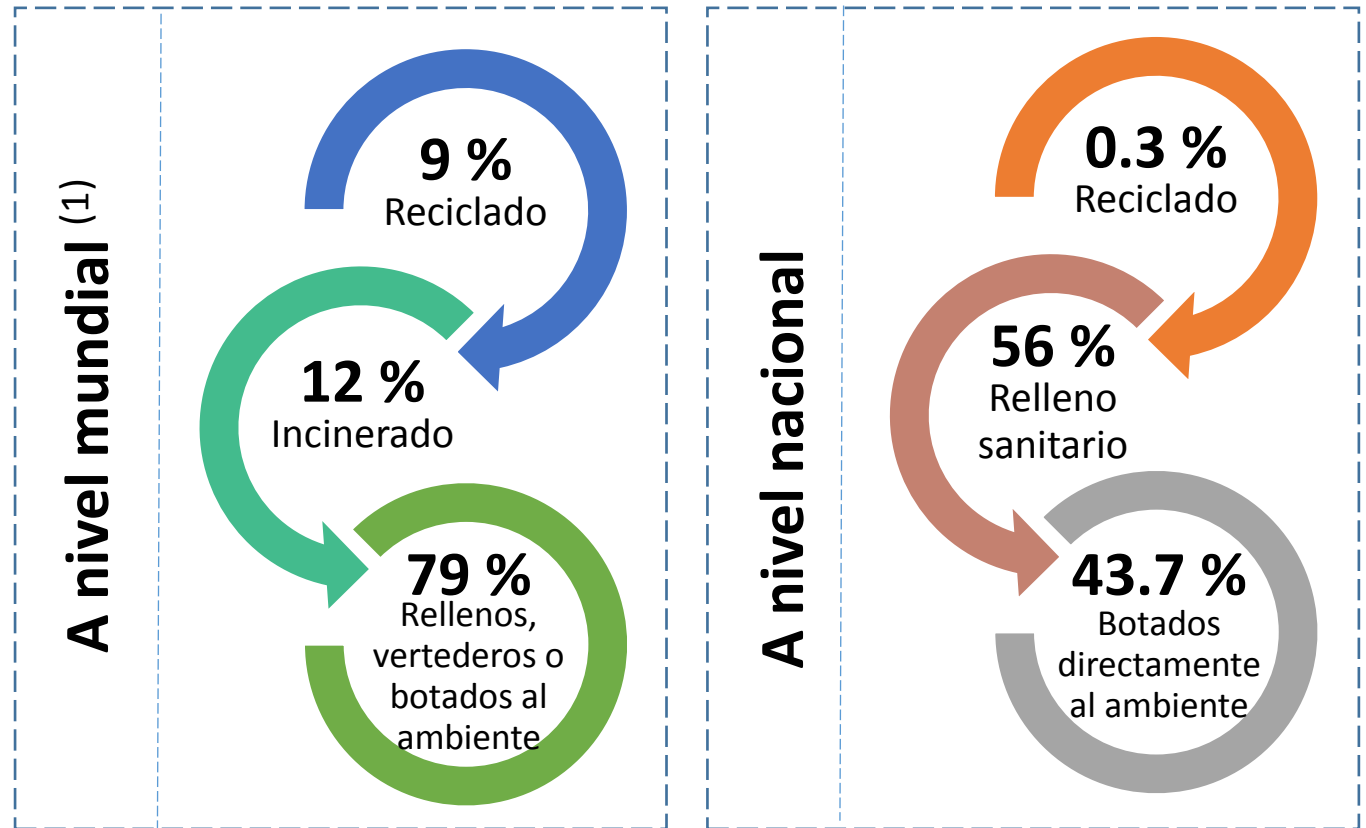 A nivel mundial (1)
9 %
Reciclado
12 %
Incinerado
79 %
Rellenos,
vertederos o
botados al
ambiente
A nivel nacional
0.3 %
Reciclado
56 %
Relleno
sanitario
43.7 %
Botados
directamente
al ambiente